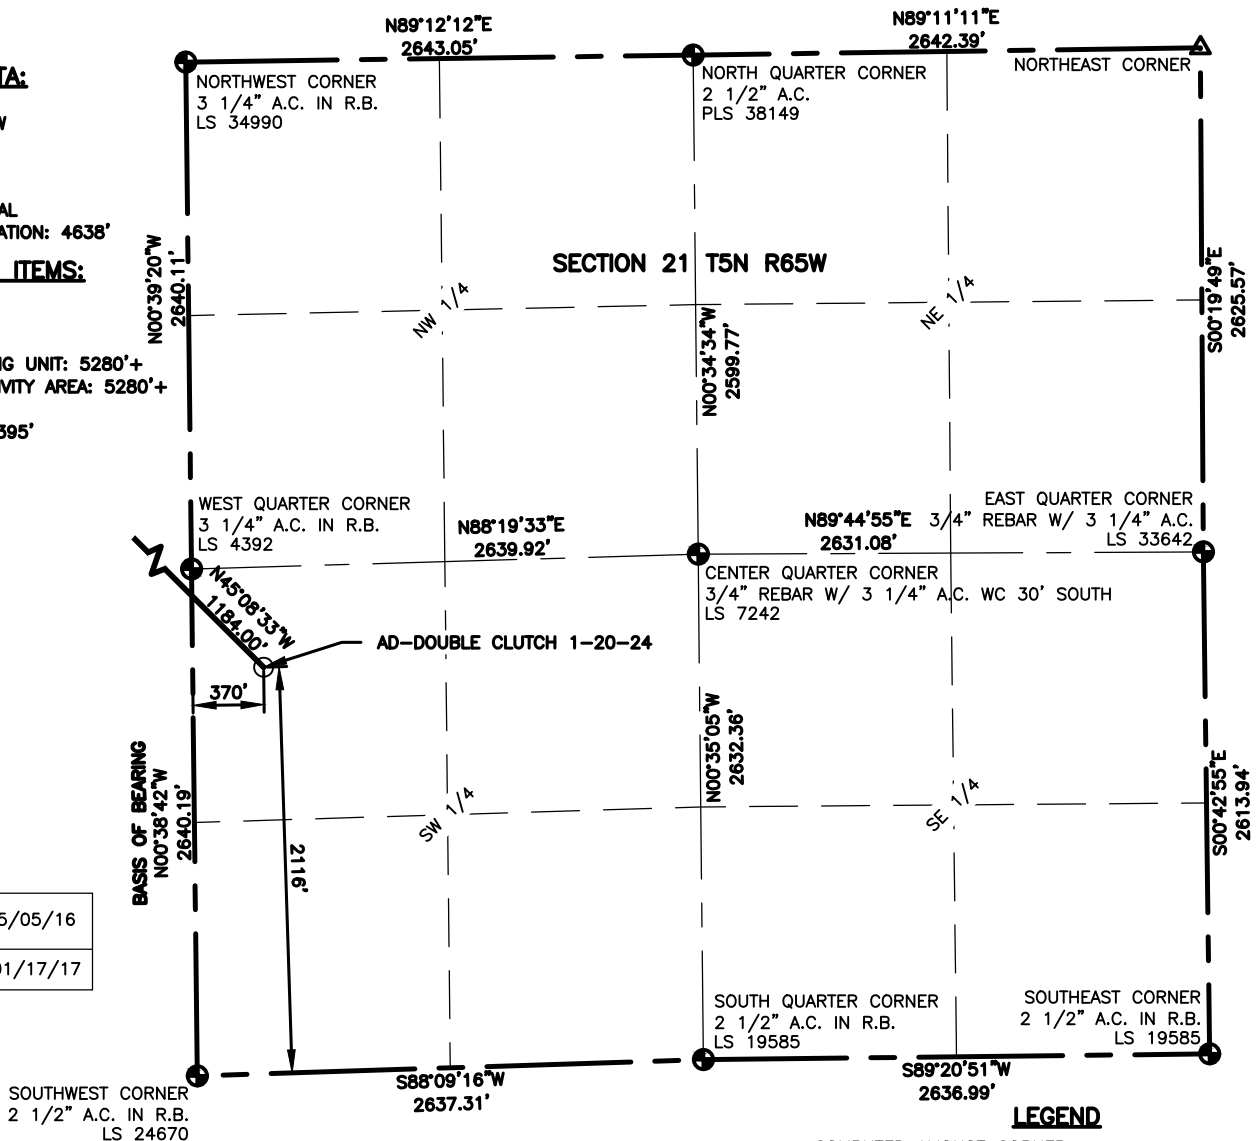 N89°12'12"E
2643.05'
N89°11'11"E
2642.39'
TA:
NORTHWEST CORNER
3 1/4" A.C. IN R.B.
LS 34990
NORTH QUARTER CORNER
2 1/2" A.C.
PLS 38149
NORTHEAST CORNER
W
AL
ATION: 4638'
ITEMS:
SECTION 21 T5N R65W
N00°39'20"W
2640.11'
NW 1/4
NE 1/4
S00°19'49"E
2625.57'
N00°34'34"W
2599.77'
NG UNIT: 5280'+
IVITY AREA: 5280'+
395'
WEST QUARTER CORNER
3 1/4" A.C. IN R.B.
LS 4392
N88°19'33"E
2639.92'
N89°44'55"E
2631.08'
EAST QUARTER CORNER
3/4" REBAR W/ 3 1/4" A.C.
LS 33642
CENTER QUARTER CORNER
3/4" REBAR W/ 3 1/4" A.C. WC 30' SOUTH
LS 7242
N45°08'33"W
1184.00'
AD-DOUBLE CLUTCH 1-20-24
370'
BASIS OF BEARING
N00°38'42"W
2640.19'
2116'
SW 1/4
N00°35'05"W
2632.36'
SE 1/4
S00°42'55"E
2613.94'
5/05/16
01/17/17
SOUTH QUARTER CORNER
2 1/2" A.C. IN R.B.
LS 19585
SOUTHEAST CORNER
2 1/2" A.C. IN R.B.
LS 19585
SOUTHWEST CORNER
2 1/2" A.C. IN R.B.
LS 24670
S88°09'16"W
2637.31'
S89°20'51"W
2636.99'
LEGEND